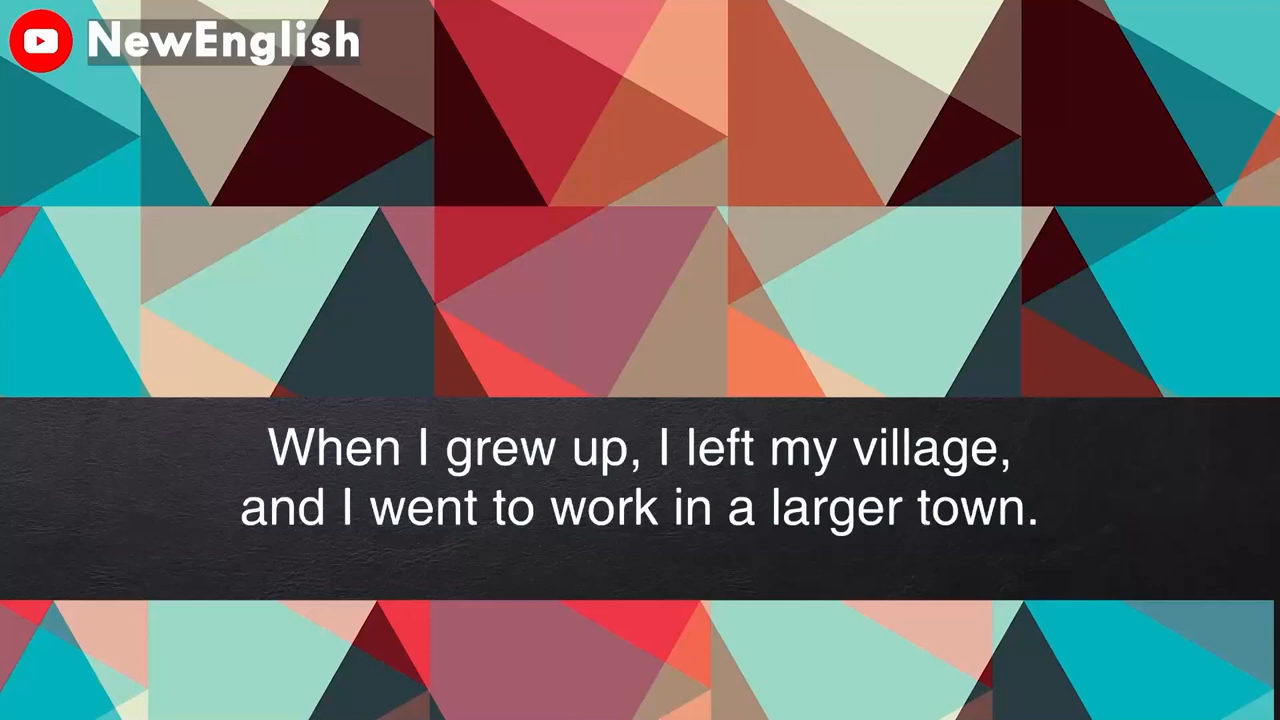 NewEnglish
When I grew up, I left my village,
and I went to work in a larger town.